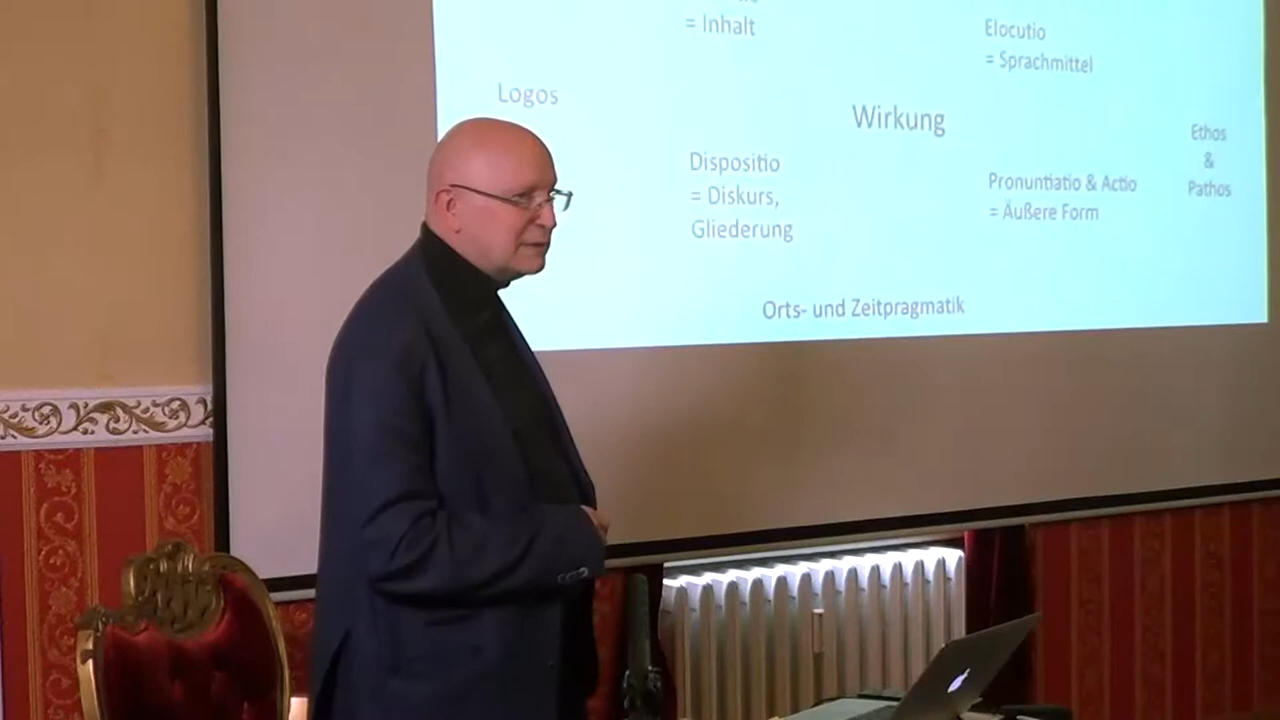 = Inhalt
Elocutio
= Sprachmittel
Logos
Wirkung
Ethos
&
Pathos
Dispositio
= Diskurs,
Gliederung
Pronuntiatio & Actio
= Äußere Form
Orts- und Zeitpragmatik